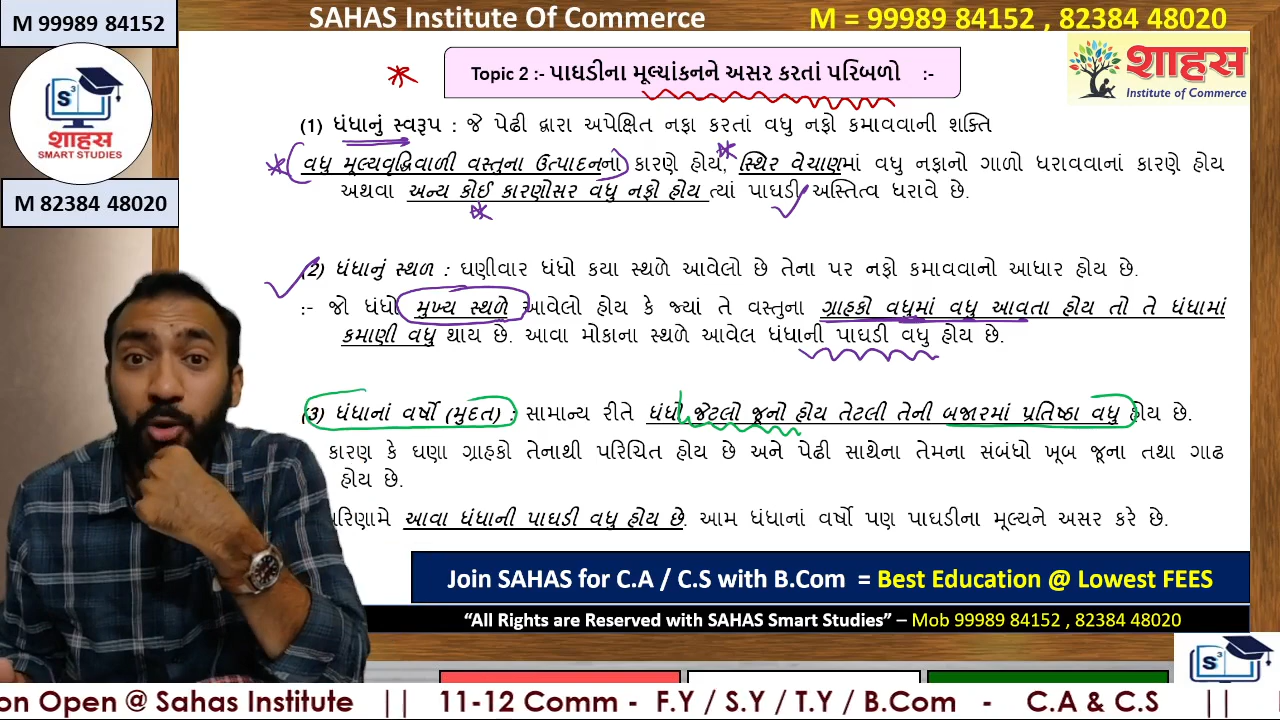 M 99989 84152
SAHAS Institute Of Commerce
M = 99989 84152 , 82384 48020
S³
શાહસ
SMART STUDIES
M 82384 48020
शाहस
Institute of Commerce
Topic 2 :- પાઘડીના મૂલ્યાંકનને અસર કરતાં પરિબળો :-
(1) ધંધાનું સ્વરૂપ : જે પેઢી દ્વારા અપેક્ષિત નફા કરતાં વધુ નફો કમાવવાની શક્તિ
વધુ મૂલ્યવૃદ્ધિવાળી વસ્તુના ઉત્પાદનના કારણે હોય, સ્થિર વેચાણમાં વધુ નફાનો ગાળો ધરાવવાનાં કારણે હોય
અથવા અન્ય કોઈ કારણોસર વધુ નફો હોય ત્યાં પાઘડી અસ્તિત્વ ધરાવે છે.
(2) ધંધાનું સ્થળ : ઘણીવાર ધંધો કયા સ્થળે આવેલો છે તેના પર નફો કમાવવાનો આધાર હોય છે.
:- જો ધંધો મુખ્ય સ્થળે આવેલો હોય કે જ્યાં તે વસ્તુના ગ્રાહકો વધુમાં વધુ આવતા હોય તો તે ધંધામાં
કમાણી વધુ થાય છે. આવા મોકાના સ્થળે આવેલ ધંધાની પાઘડી વધુ હોય છે.
(3) ધંધાનાં વર્ષો (મુદત) : સામાન્ય રીતે ધંધો જેટલો જૂનો હોય તેટલી તેની બજારમાં પ્રતિષ્ઠા વધુ હોય છે.
કારણ કે ઘણા ગ્રાહકો તેનાથી પરિચિત હોય છે અને પેઢી સાથેના તેમના સંબંધો ખૂબ જૂના તથા ગાઢ
હોય છે.
આવા ધંધાની પાઘડી વધુ હોય છે. આમ ધંધાનાં વર્ષો પણ પાઘડીના મૂલ્યને અસર કરે છે.
Join SAHAS for C.A / C.S with B.Com = Best Education @ Lowest FEES
“All Rights are Reserved with SAHAS Smart Studies” – Mob 99989 84152 , 82384 48020
S³
on Open @ Sahas Institute || 11-12 Comm - F.Y / S.Y / T.Y / B.Com - C.A & C.S ||